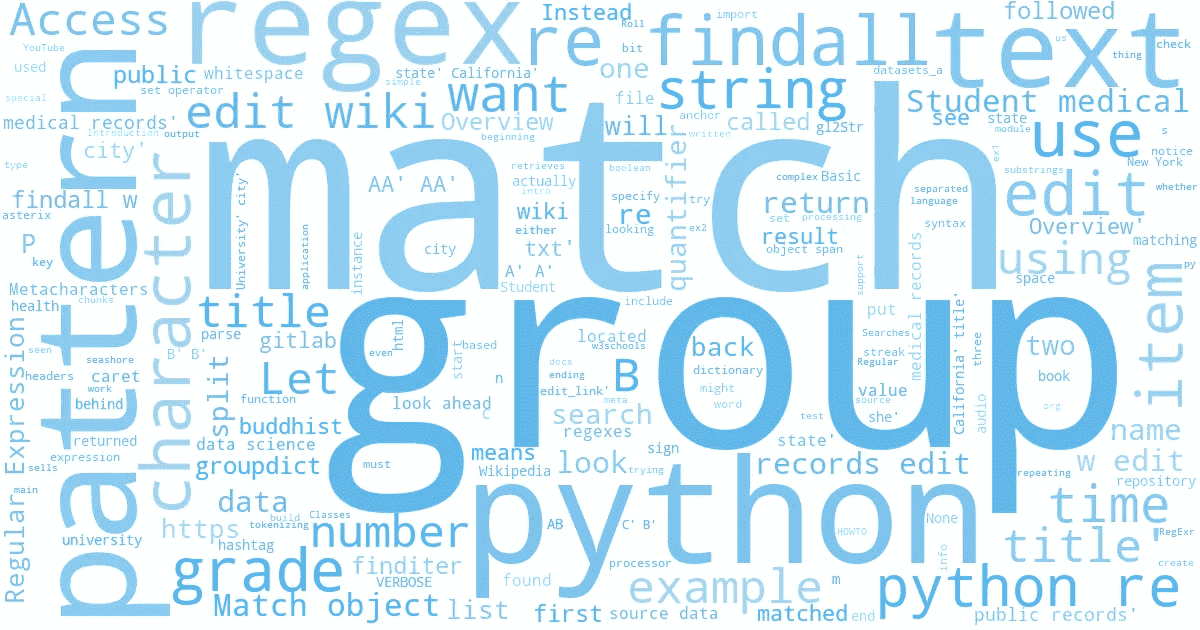 Access
regex
re
findall
text
Instead
Roll
import
followed
YouTube
used
public
whitespace
set operator
state' California'
simple
bit
one
us
check
thing
datasets_a
special
medical records'
introduction
output
edit wiki
want
Overview
beginning
file
string
will
written
anchor
called
gl2Str
Student medical
see
state
module
use
s
notice
New York
type
city'
pattern
character
match
findall w
asterix
P
key
University' city'
application
instance
AA' AA'
city
retrieves
actually
intro
wiki
either
boolean
specify
re
looking
txt'
A' A'
Student
quantifier
try
ex2
complex
Basic
return
set
processing
result
object span
support
ex1
separated
language
syntax
substrings
whether
edit
Overview'
matching
using
space
py
item
Metacharacters
health
chunks
title
parse
gitlab
B' B'
even
html
start
based
group
include
located
w3schools
back
dictionary
put
Searches
streak
Regular
medical records
value
source
she'
California' title'
three
audio
two
book
org
Regular Expression
seen
headers
seashore
caret
work
behind
split
Let
function
look ahead
n
c
docs
ending
edit_link'
meta
B
might
word
test
returned
expression
buddhist
data science
groupdict
search
regexes
sign
state'
name
sells
main
must
means
Wikipedia
look
trying
records edit
repeating
w edit
repository
university
data
https
build
tokenizing
Classes
hashtag
number
finditer
VERBOSE
python
AB
C' B'
HOWTO
None
info
time
RegExr
title'
create
grade
found
processor
example
m
python re
Match object
list
first
source data
matched
end
public records'